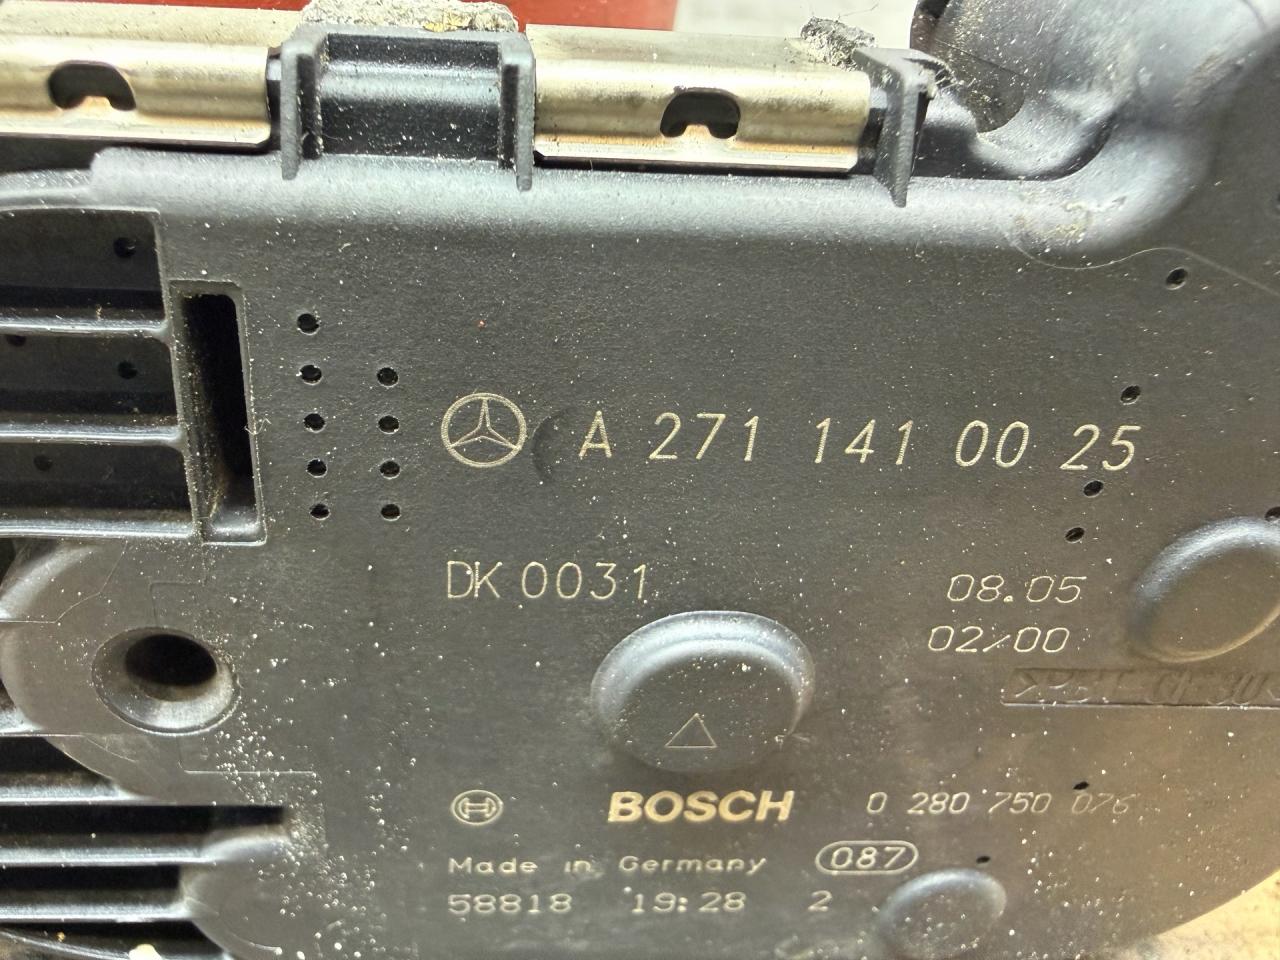 A 271 141 00 25
DK 0031
08.05
02/00
BOSCH 0 280 750 076
Made in Germany 087
58818 19:28 2